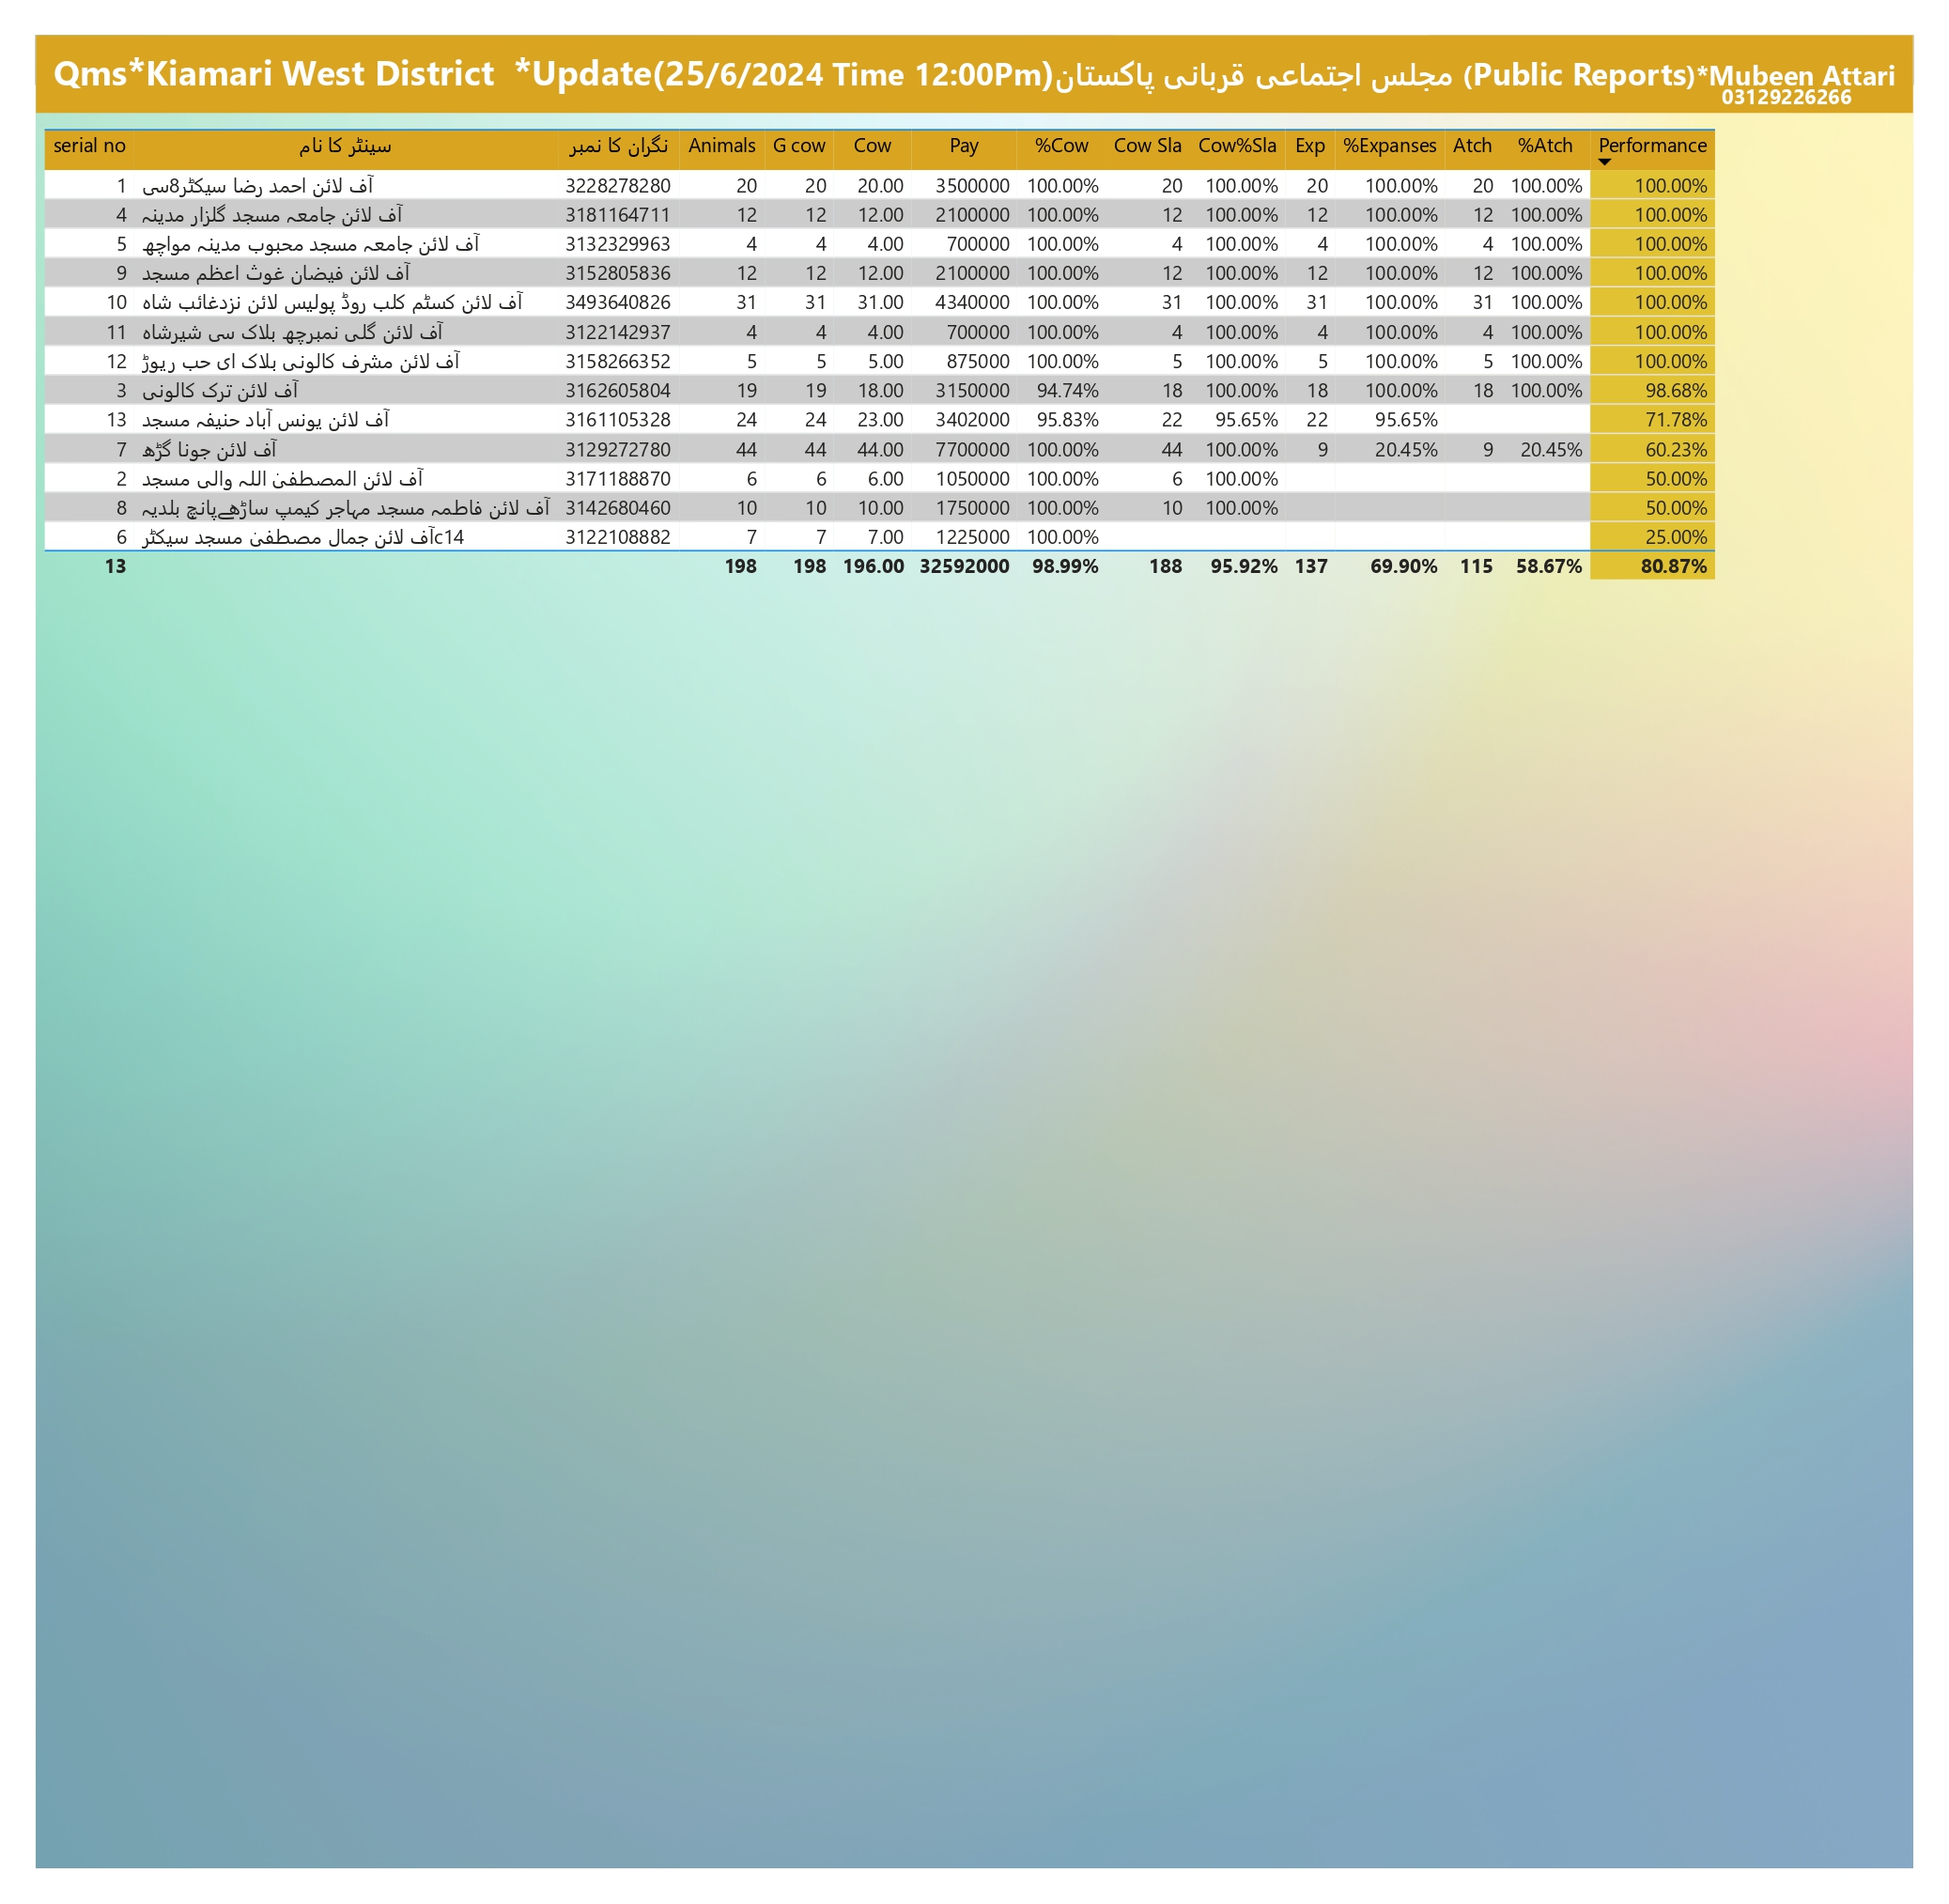 Qms*Kiamari West District *Update(25/6/2024 Time 12:00Pm)مجلس اجتماعی قربانی پاکستان (Public Reports)*Mubeen Attari
03129226266
serial no سینٹر کا نام نگران کا نمبر Animals G cow Cow Pay %Cow Cow Sla Cow%Sla Exp %Expanses Atch %Atch Performance
1 آف لائن احمد رضا سیکٹر8سی 3228278280 20 20 20.00 3500000 100.00% 20 100.00% 20 100.00% 20 100.00% 100.00%
4 آف لائن جامعہ مسجد گلزار مدینہ 3181164711 12 12 12.00 2100000 100.00% 12 100.00% 12 100.00% 12 100.00% 100.00%
5 آف لائن جامعہ مسجد محبوب مدینہ مواچھ 3132329963 4 4 4.00 700000 100.00% 4 100.00% 4 100.00% 4 100.00% 100.00%
9 آف لائن فیضان غوث اعظم مسجد 3152805836 12 12 12.00 2100000 100.00% 12 100.00% 12 100.00% 12 100.00% 100.00%
10 آف لائن کسٹم کلب روڈ پولیس لائن نزدغائب شاہ 3493640826 31 31 31.00 4340000 100.00% 31 100.00% 31 100.00% 31 100.00% 100.00%
11 آف لائن گلی نمبرچھ بلاک سی شیرشاہ 3122142937 4 4 4.00 700000 100.00% 4 100.00% 4 100.00% 4 100.00% 100.00%
12 آف لائن مشرف کالونی بلاک ای حب ریوڑ 3158266352 5 5 5.00 875000 100.00% 5 100.00% 5 100.00% 5 100.00% 100.00%
3 آف لائن ترک کالونی 3162605804 19 19 18.00 3150000 94.74% 18 100.00% 18 100.00% 18 100.00% 98.68%
13 آف لائن یونس آباد حنیفہ مسجد 3161105328 24 24 23.00 3402000 95.83% 22 95.65% 22 95.65% 71.78%
7 آف لائن جونا گڑھ 3129272780 44 44 44.00 7700000 100.00% 44 100.00% 9 20.45% 9 20.45% 60.23%
2 آف لائن المصطفیٰ اللہ والی مسجد 3171188870 6 6 6.00 1050000 100.00% 6 100.00% 50.00%
8 آف لائن فاطمہ مسجد مہاجر کیمپ ساڑھےپانچ بلدیہ 3142680460 10 10 10.00 1750000 100.00% 10 100.00% 50.00%
6 آف لائن جمال مصطفیٰ مسجد سیکٹرc14 3122108882 7 7 7.00 1225000 100.00% 25.00%
13 198 198 196.00 32592000 98.99% 188 95.92% 137 69.90% 115 58.67% 80.87%